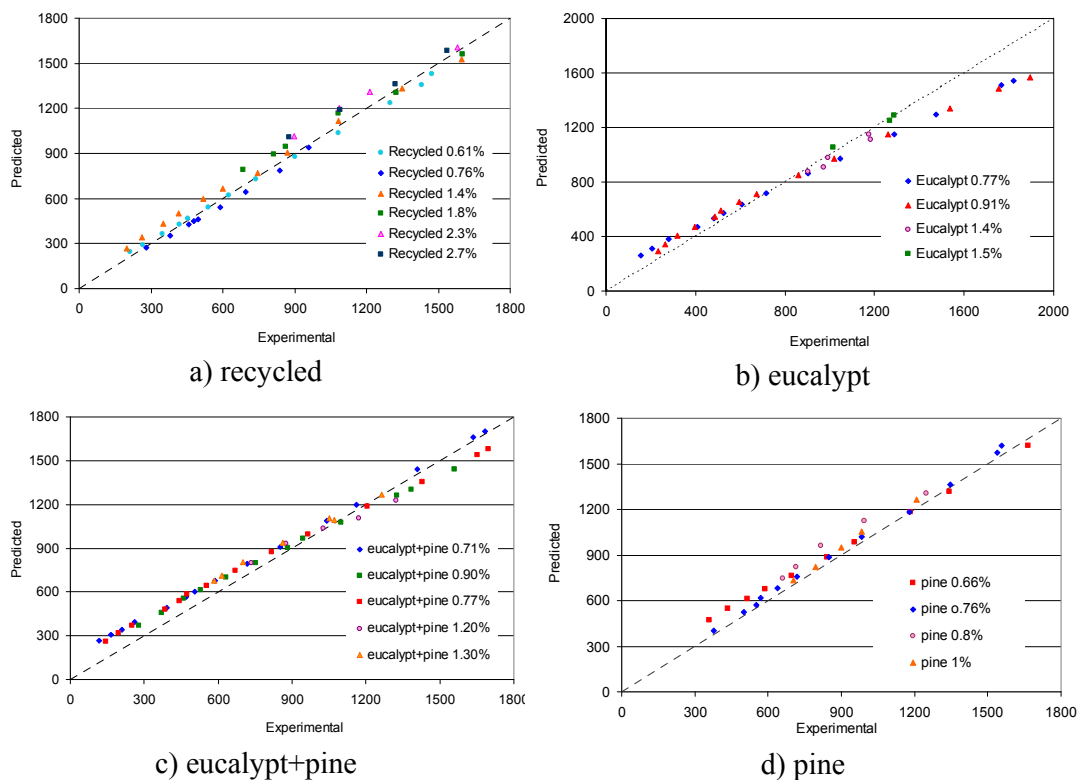 1800
1500
1200
900
600
300
0
Predicted
0 300 600 900 1200 1500 1800
Experimental
Recycled 0.61%
Recycled 0.76%
Recycled 1.4%
Recycled 1.8%
Recycled 2.3%
Recycled 2.7%
a) recycled
2000
1600
1200
800
400
0
Predicted
0 400 800 1200 1600 2000
Experimental
Eucalypt 0.77%
Eucalypt 0.91%
Eucalypt 1.4%
Eucalypt 1.5%
b) eucalypt
1800
1500
1200
900
600
300
0
Predicted
0 300 600 900 1200 1500 1800
Experimental
eucalypt+pine 0.71%
eucalypt+pine 0.90%
eucalypt+pine 0.77%
eucalypt+pine 1.20%
eucalypt+pine 1.30%
c) eucalypt+pine
1800
1500
1200
900
600
300
0
Predicted
0 300 600 900 1200 1500 1800
Experimental
pine 0.66%
pine o.76%
pine 0.8%
pine 1%
d) pine